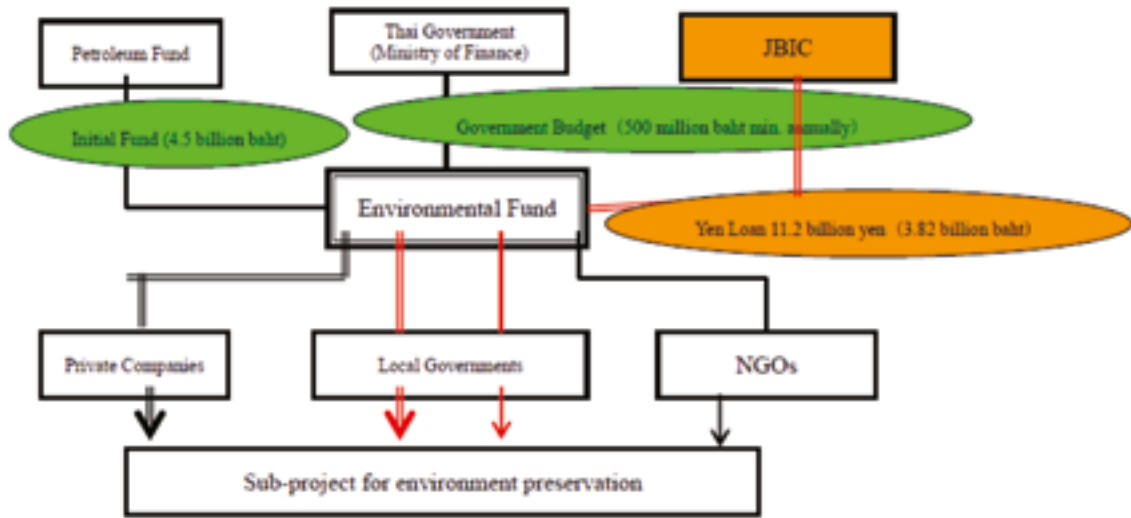 Petroleum Fund
Thai Government
(Ministry of Finance)
JBIC
Initial Fund (4.5 billion baht)
Government Budget (500 million baht min. annually)
Environmental Fund
Yen Loan 11.2 billion yen (3.82 billion baht)
Private Companies
Local Governments
NGOs
Sub-project for environment preservation